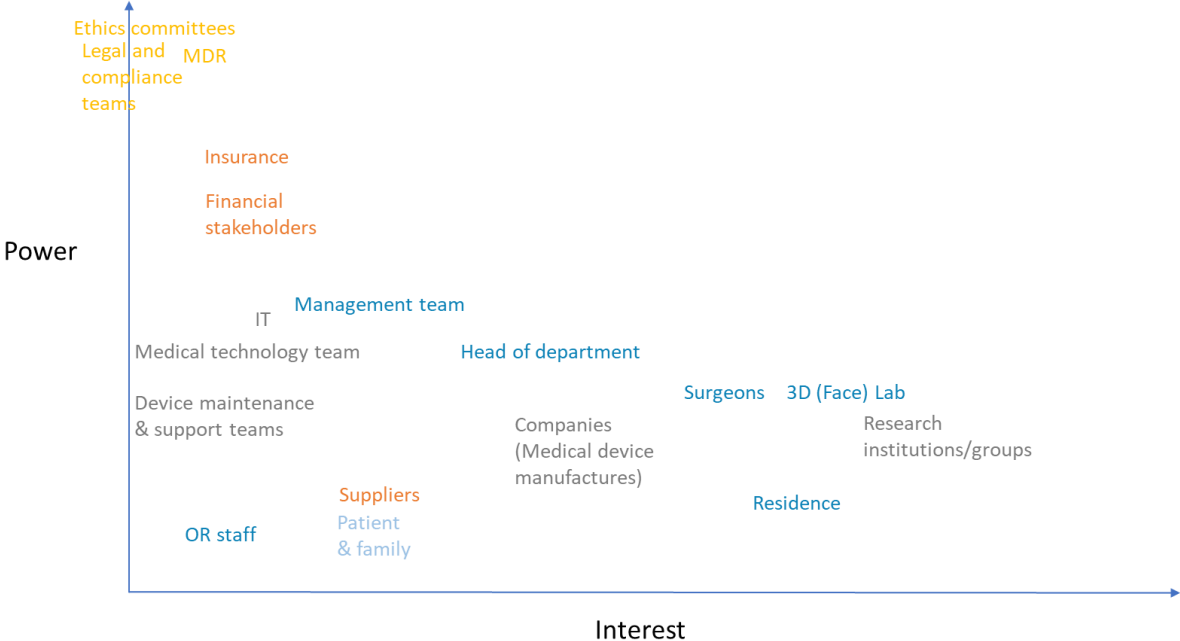 Ethics committees
Legal and
compliance
teams
MDR
Insurance
Financial
stakeholders
Power
Management team
IT
Medical technology team
Head of department
Surgeons
3D (Face) Lab
Device maintenance
& support teams
Companies
(Medical device
manufactures)
Research
institutions/groups
Suppliers
Residence
Patient
& family
OR staff
Interest